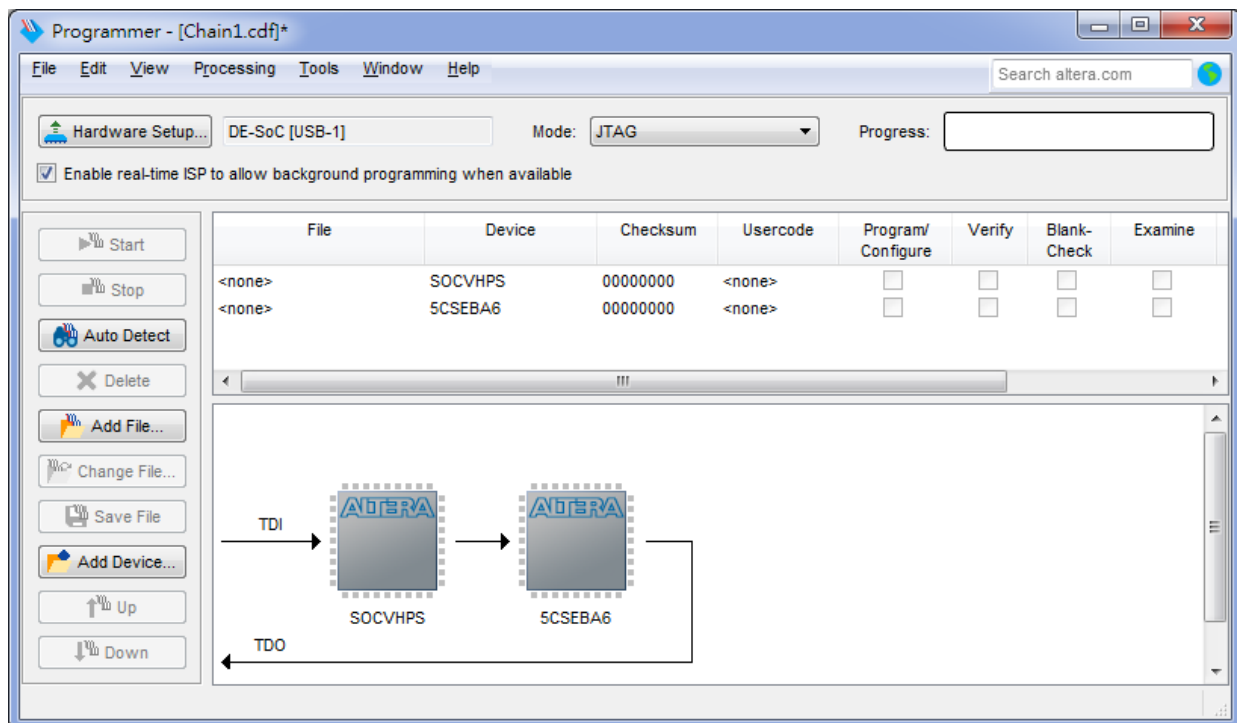 Programmer - [Chain1.cdf]*
File Edit View Processing Tools Window Help
Search altera.com
Hardware Setup... DE-SoC [USB-1] Mode: JTAG Progress:
Enable real-time ISP to allow background programming when available
Start
Stop
Auto Detect
Delete
Add File...
Change File...
Save File
Add Device...
Up
Down
File Device Checksum Usercode Program/ Verify Blank- Examine
Configure Check
<none> SOCVHPS 00000000 <none>
<none> 5CSEBA6 00000000 <none>
ALTERA ALTERA
TDI
SOCVHPS 5CSEBA6
TDO